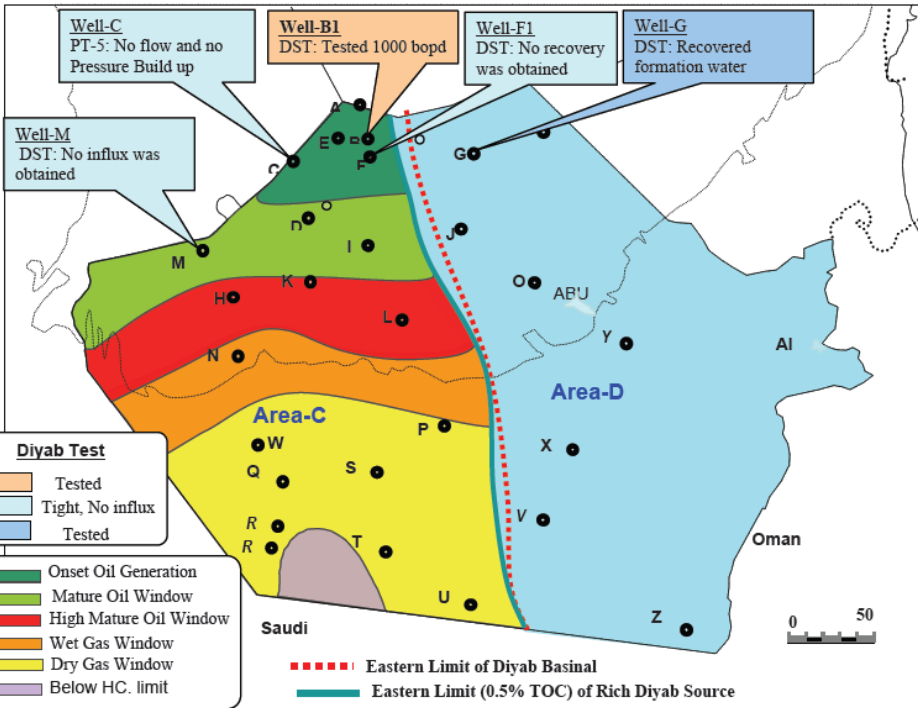 Well-C
PT-5: No flow and no
Pressure Build up
Well-B1
DST: Tested 1000 bopd
Well-F1
DST: No recovery
was obtained
Well-G
DST: Recovered
formation water
Well-M
DST: No influx was
obtained
A
E
B
O
G
C
F
O
D
J
I
M
K
O
ABU
H
L
Y
Al
N
Area-C
Area-D
P
W
X
Q
S
V
R
R
T
Oman
U
Z
Saudi
0
50
Diyab Test
Tested
Tight, No influx
Tested
Onset Oil Generation
Mature Oil Window
High Mature Oil Window
Wet Gas Window
Dry Gas Window
Below HC. limit
Eastern Limit of Diyab Basinal
Eastern Limit (0.5% TOC) of Rich Diyab Source